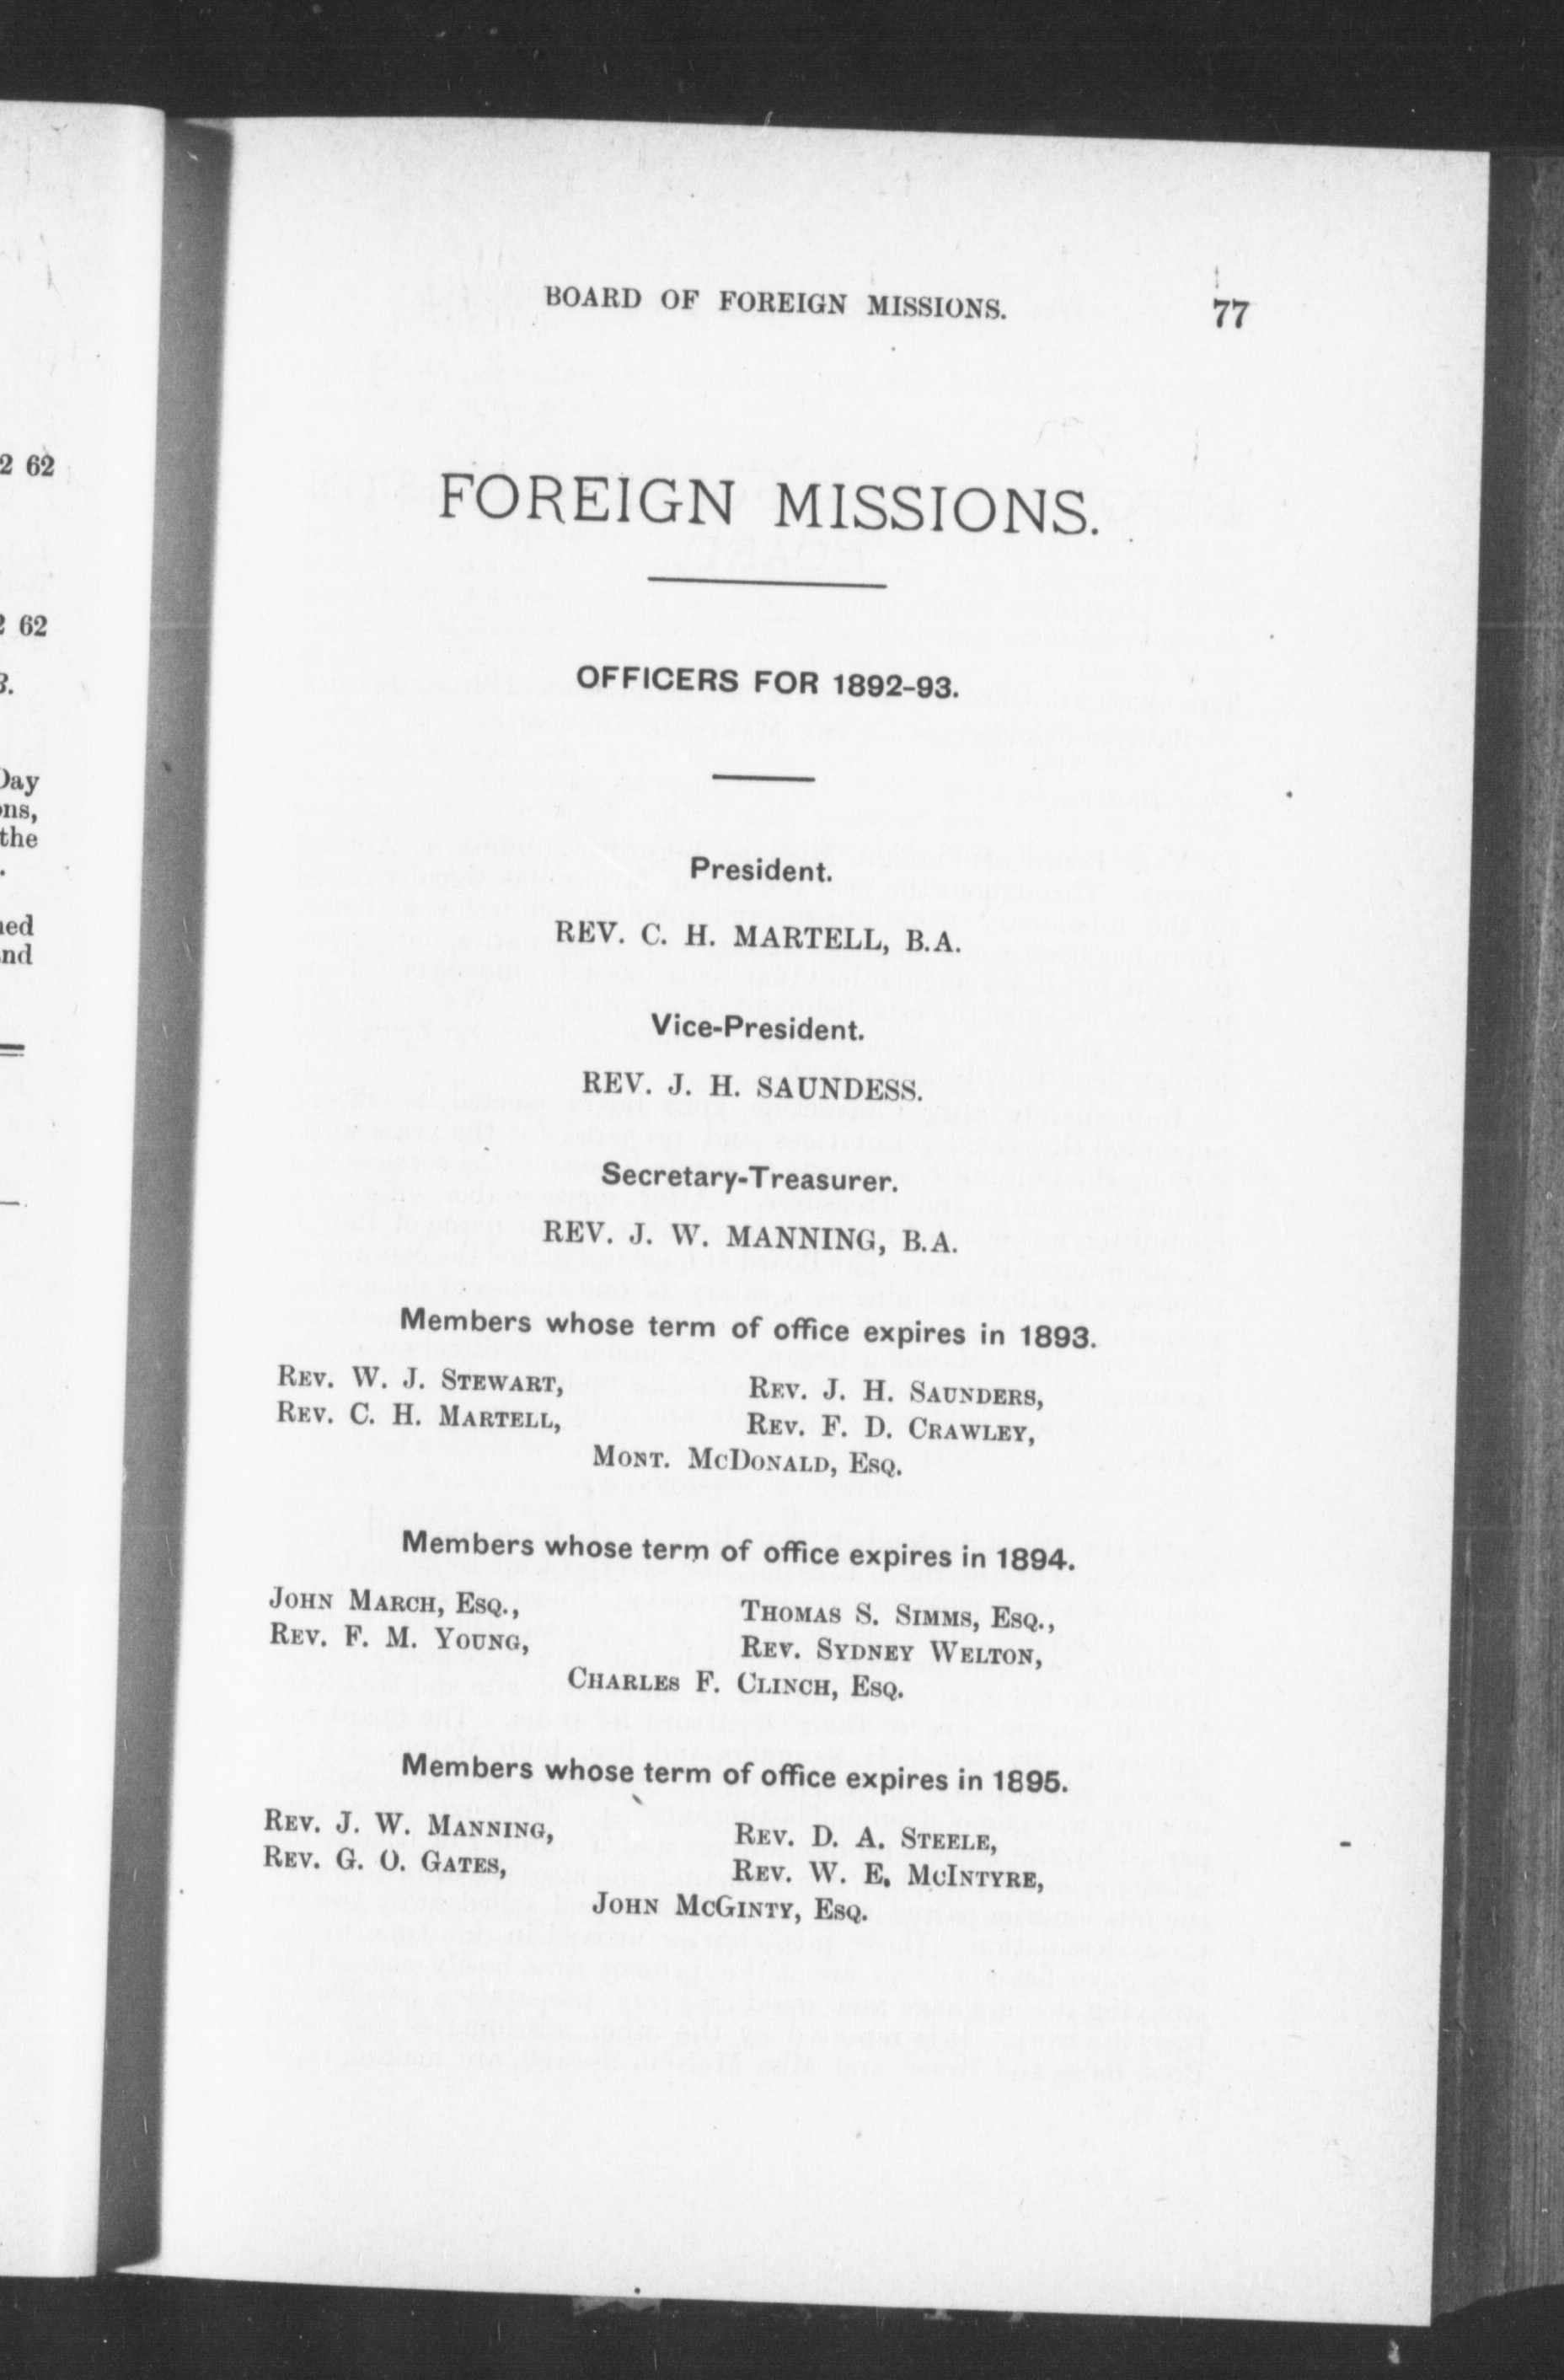 2 62
62
Day
the
BOARD OF FOREIGN MISSIONS. 77
FOREIGN MISSIONS.
OFFICERS FOR 1892-93.
President.
REV. C. H. MARTELL, B.A.
Vice-President.
REV. J. H. SAUNDESS.
Secretary-Treasurer.
REV. J. W. MANNING, B.A.
Members whose term of office expires in 1893.
REV. W. J. STEWART, REV. J. H. SAUNDERS,
REV. C. H. MARTELL, REV. F. D. CRAWLEY,
MONT. MCDONALD, ESQ.
Members whose term of office expires in 1894.
JOHN MARCH, ESQ., THOMAS S. SIMMS, ESQ.,
REV. F. M. YOUNG, REV. SYDNEY WELTON,
CHARLES F. CLINCH, ESQ.
Members whose term of office expires in 1895.
REV. J. W. MANNING, REV. D. A. STEELE,
REV. G. O. GATES, REV. W. E. MCINTYRE,
JOHN MCGINTY, ESQ.